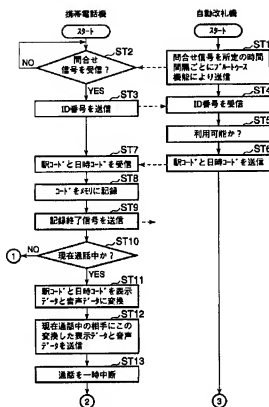 携帯電話機
自動改札機
スタート
スタート
ST1
問合せ信号を所定の時間
間隔ごとにブルートゥース
機能により送信
ST2
問合せ
信号を受信?
NO
YES
ST3
ID番号を送信
ST4
ID番号を受信
ST5
利用可能か?
ST6
駅コードと日時コードを送信
ST7
駅コードと日時コードを受信
ST8
コードをメモリに記録
ST9
記録終了信号を送信
ST10
現在通話中か?
NO
①
YES
ST11
駅コードと日時コードを表示
データと音声データに変換
ST12
現在通話中の相手にこの
変換した表示データと音声
データを送信
ST13
通話を一時中断
②
③